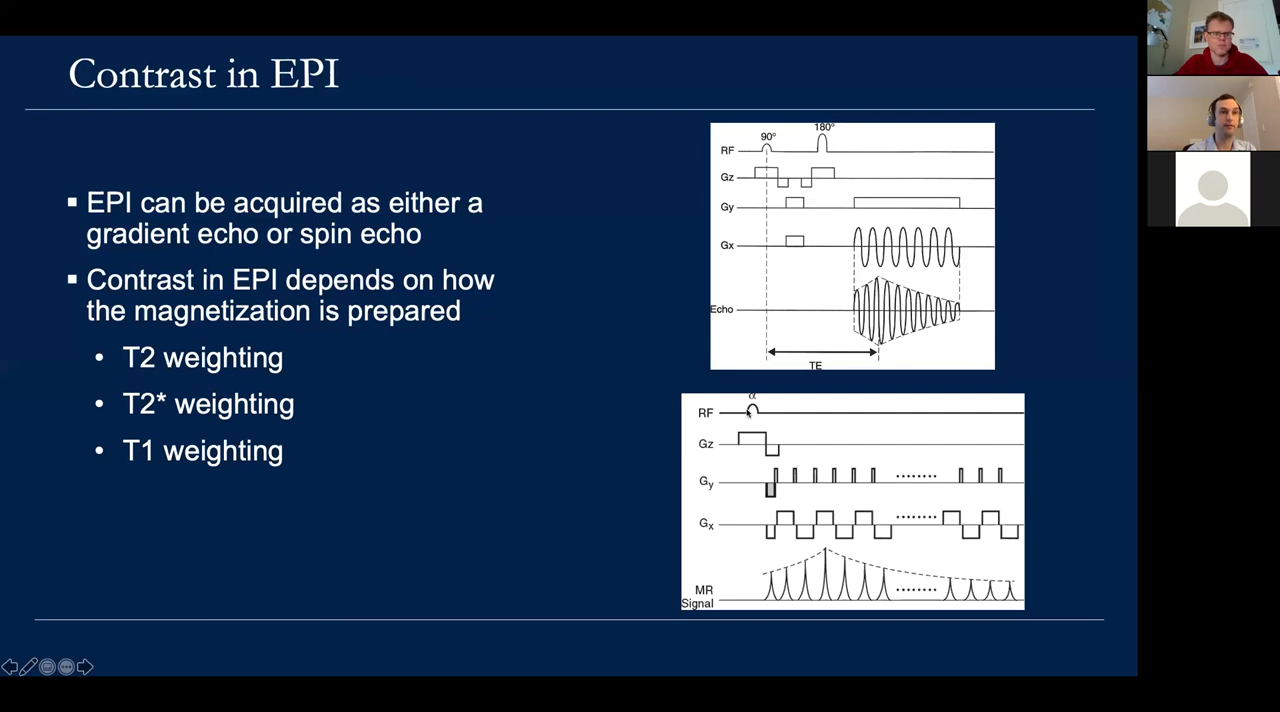 Contrast in EPI
▪ EPI can be acquired as either a
gradient echo or spin echo
▪ Contrast in EPI depends on how
the magnetization is prepared
• T2 weighting
• T2* weighting
• T1 weighting
90°
180°
RF
Gz
Gy
Gx
Echo
TE
α
RF
Gz
Gy
Gx
MR
Signal